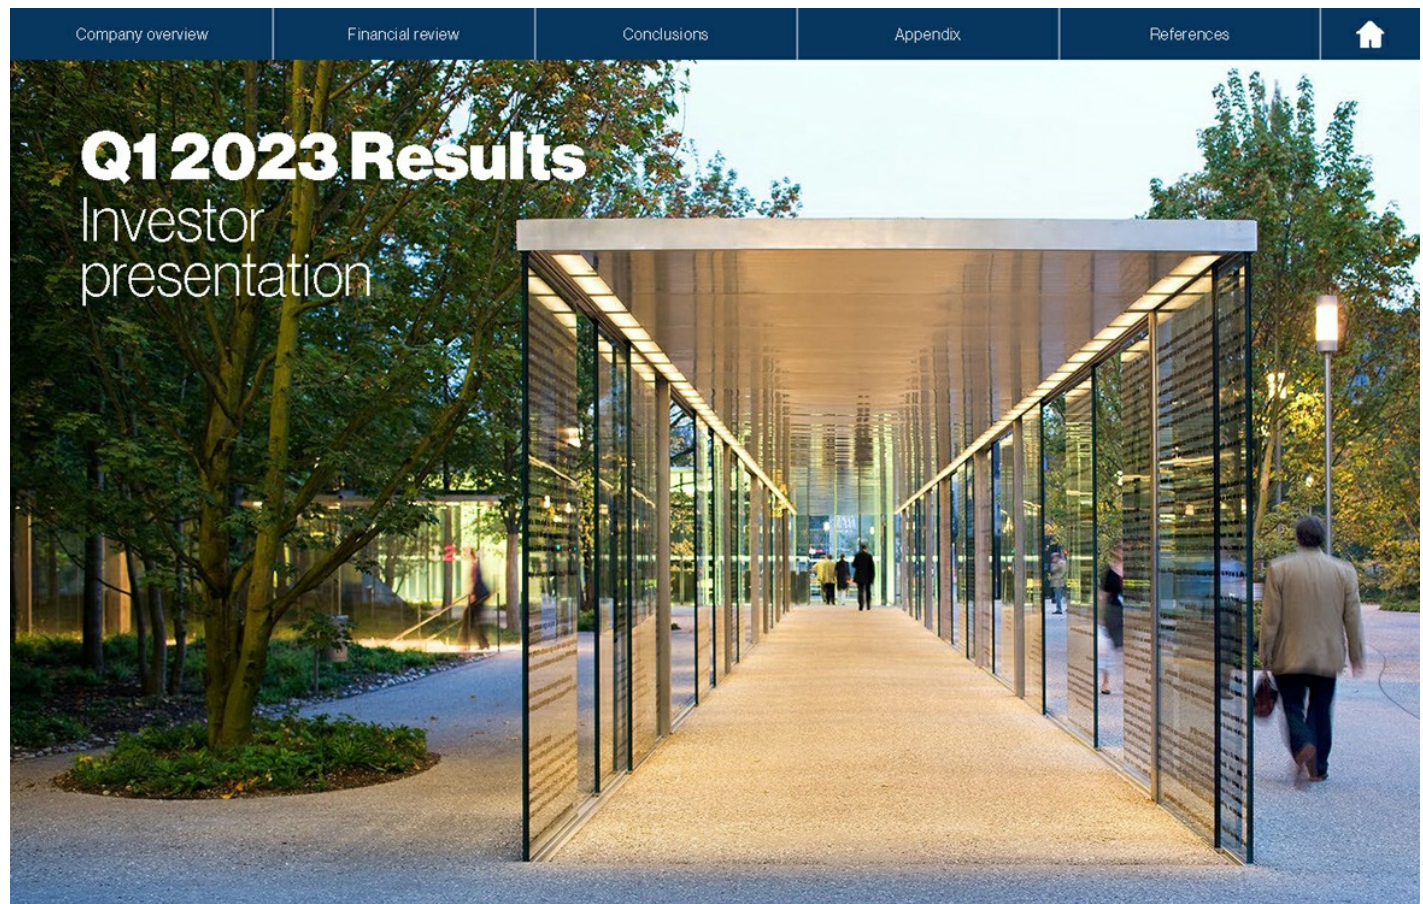 Company overview
Financial review
Conclusions
Appendix
References
Q1 2023 Results
Investor
presentation